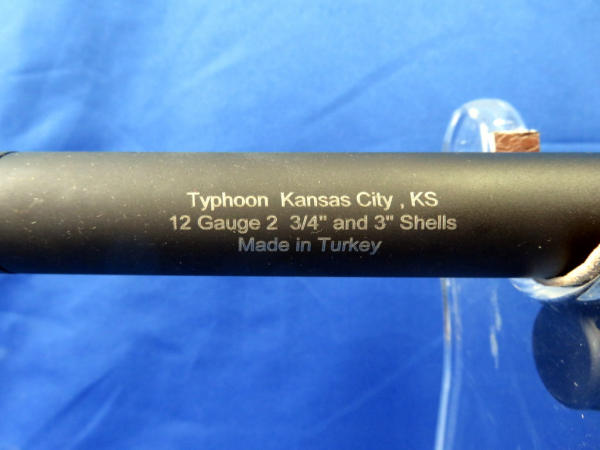 Typhoon Kansas City , KS
12 Gauge 2 3/4" and 3" Shells
Made in Turkey